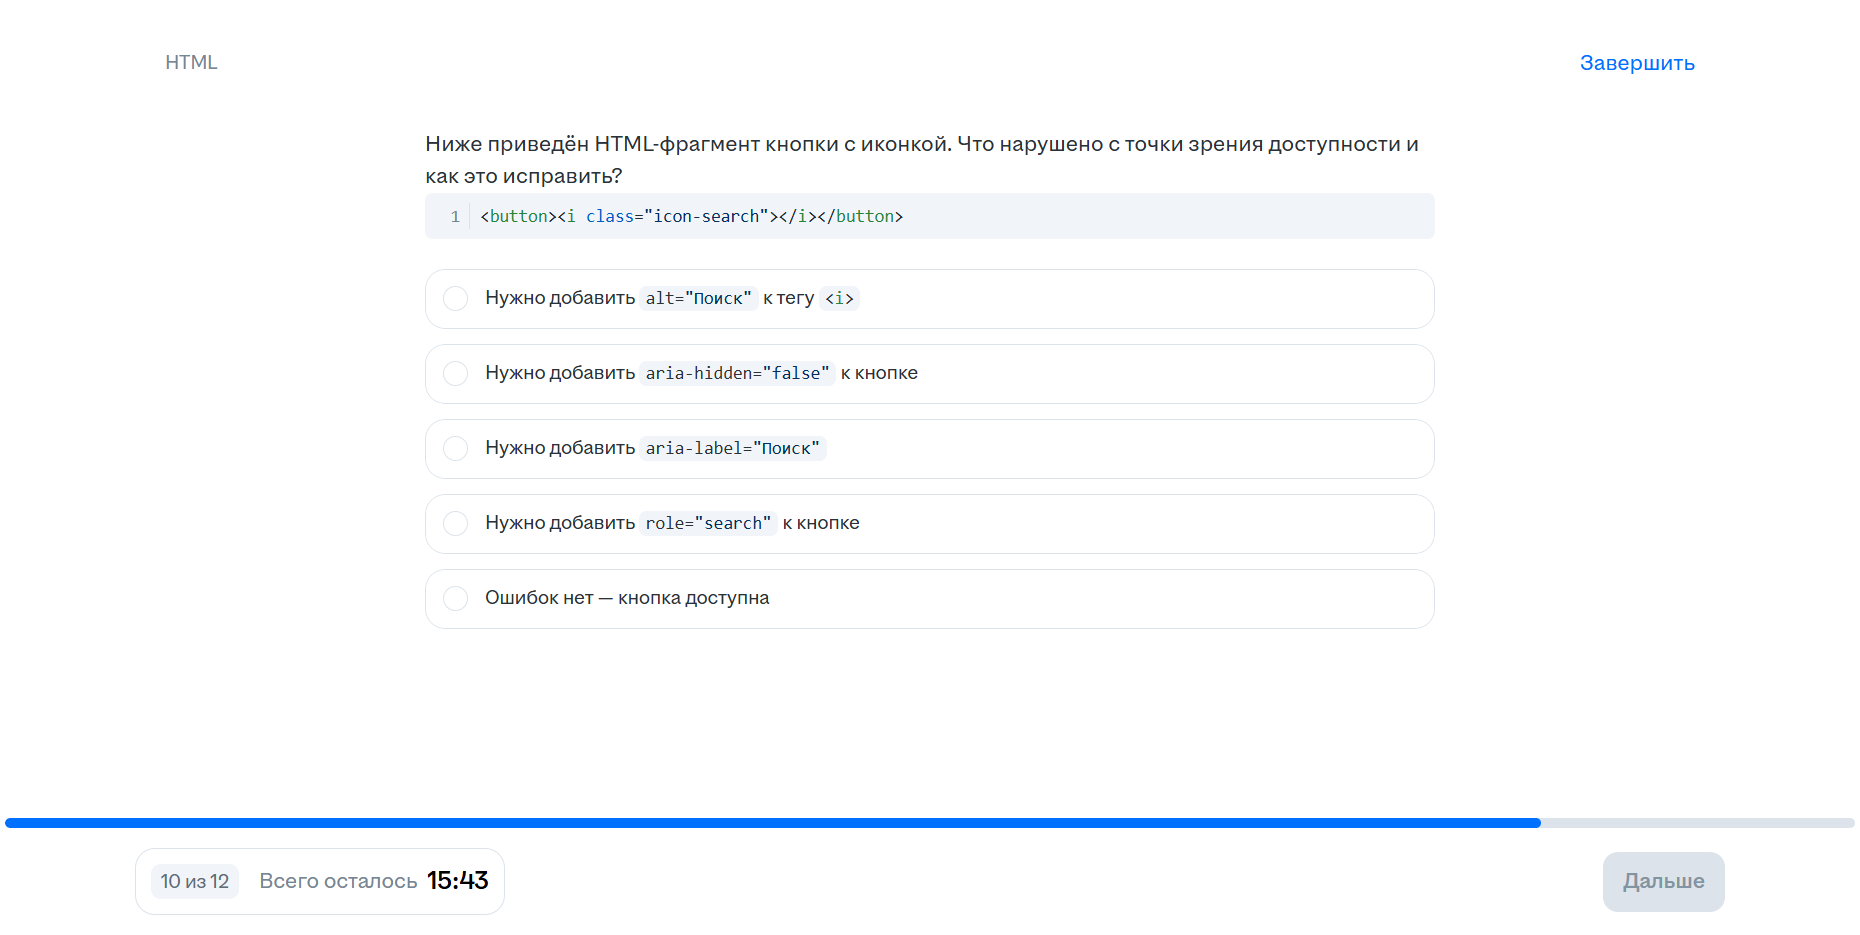 HTML
Завершить
Ниже приведён HTML-фрагмент кнопки с иконкой. Что нарушено с точки зрения доступности и
как это исправить?
1 <button><i class="icon-search"></i></button>
Нужно добавить alt="Поиск" к тегу <i>
Нужно добавить aria-hidden="false" к кнопке
Нужно добавить aria-label="Поиск"
Нужно добавить role="search" к кнопке
Ошибок нет — кнопка доступна
10 из 12 Всего осталось 15:43
Дальше